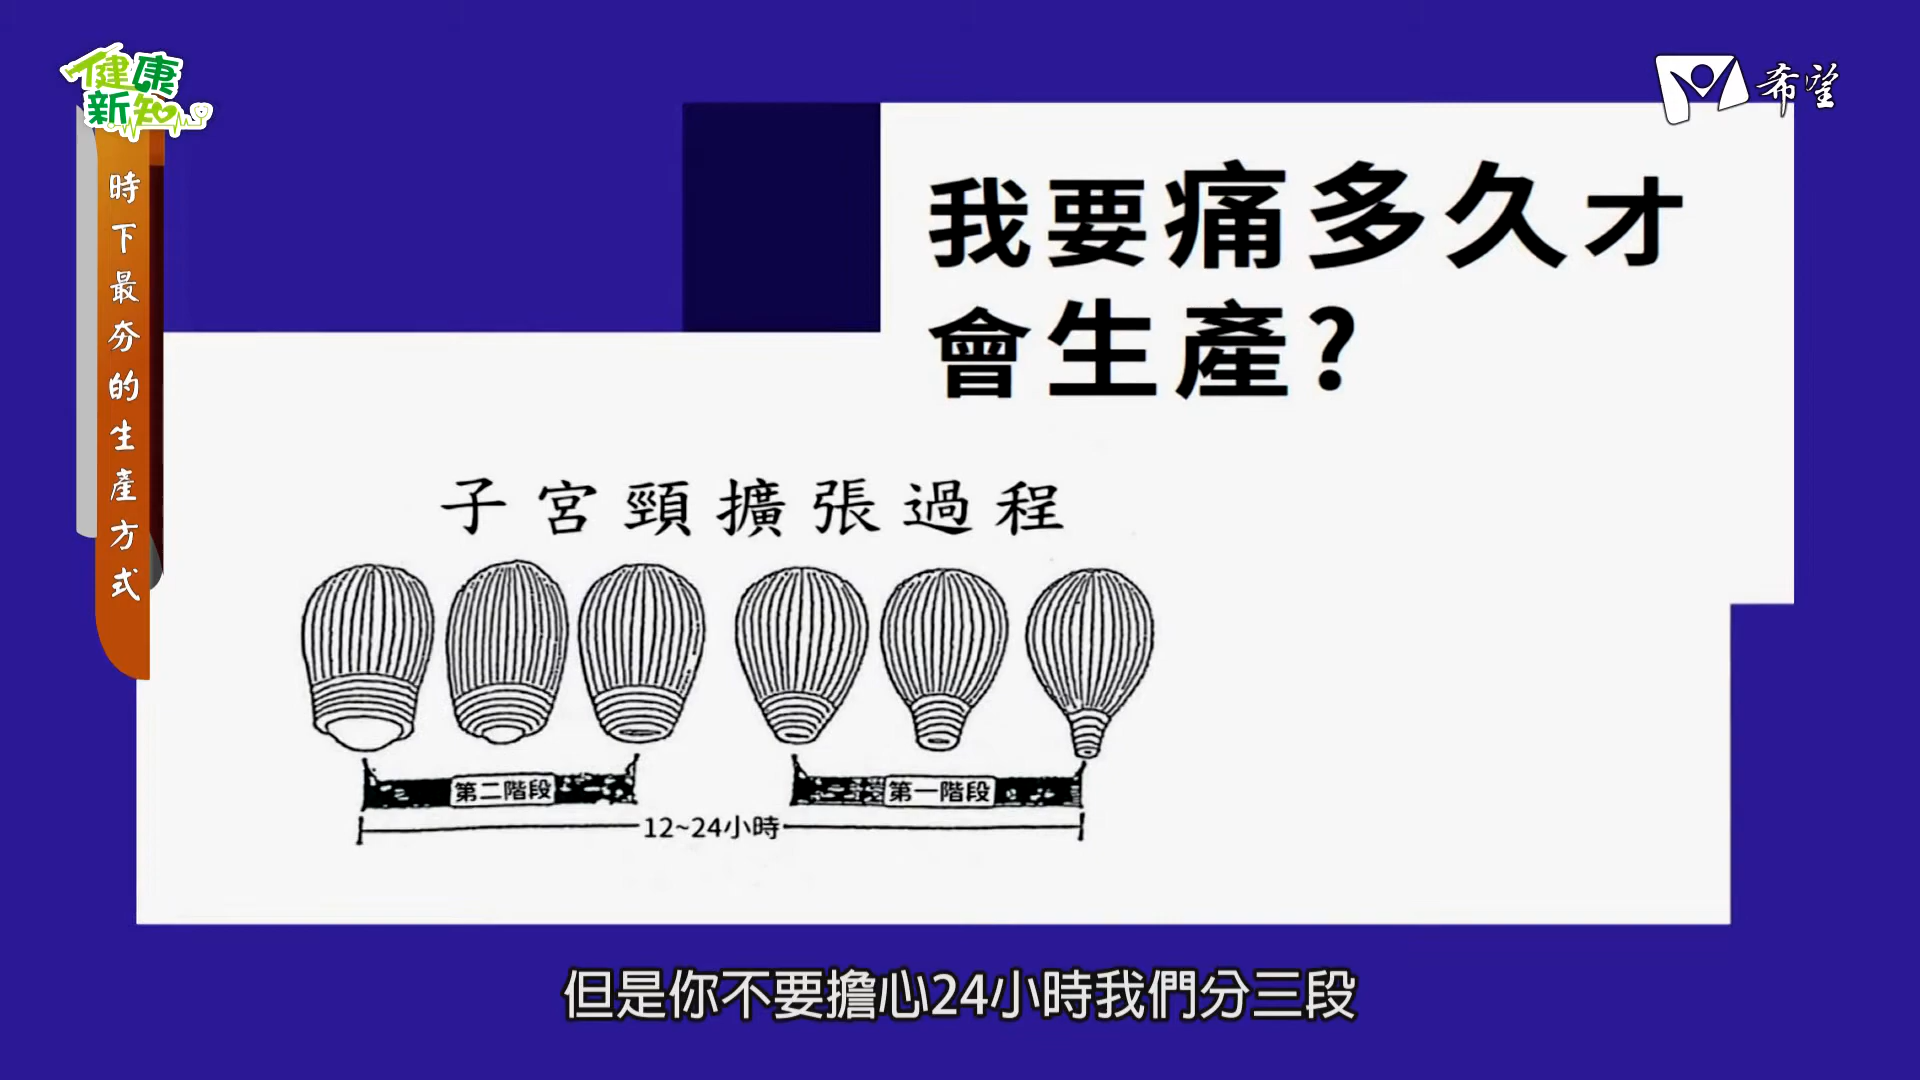 健康
新知
希望
時下最夯的生產方式
我要痛多久才
會生產?
子宮頸擴張過程
第二階段
第一階段
12~24小時
但是你不要擔心24小時我們分三段